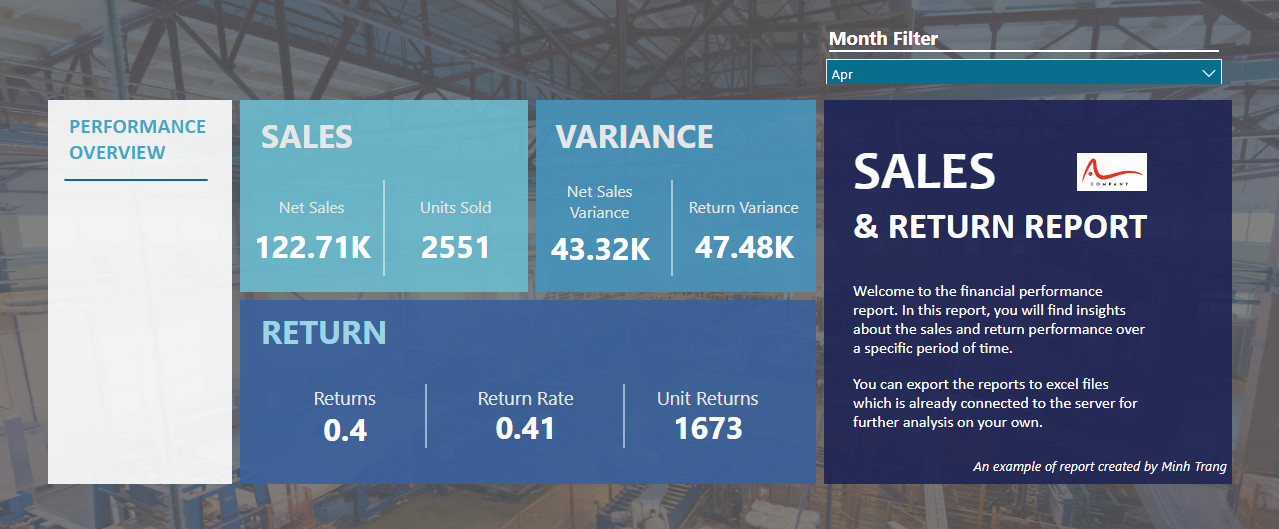 Month Filter
Apr
PERFORMANCE
OVERVIEW
SALES
Net Sales
122.71K
Units Sold
2551
VARIANCE
Net Sales
Variance
43.32K
Return Variance
47.48K
RETURN
Returns
0.4
Return Rate
0.41
Unit Returns
1673
SALES
COMPANY
& RETURN REPORT
Welcome to the financial performance
report. In this report, you will find insights
about the sales and return performance over
a specific period of time.
You can export the reports to excel files
which is already connected to the server for
further analysis on your own.
An example of report created by Minh Trang